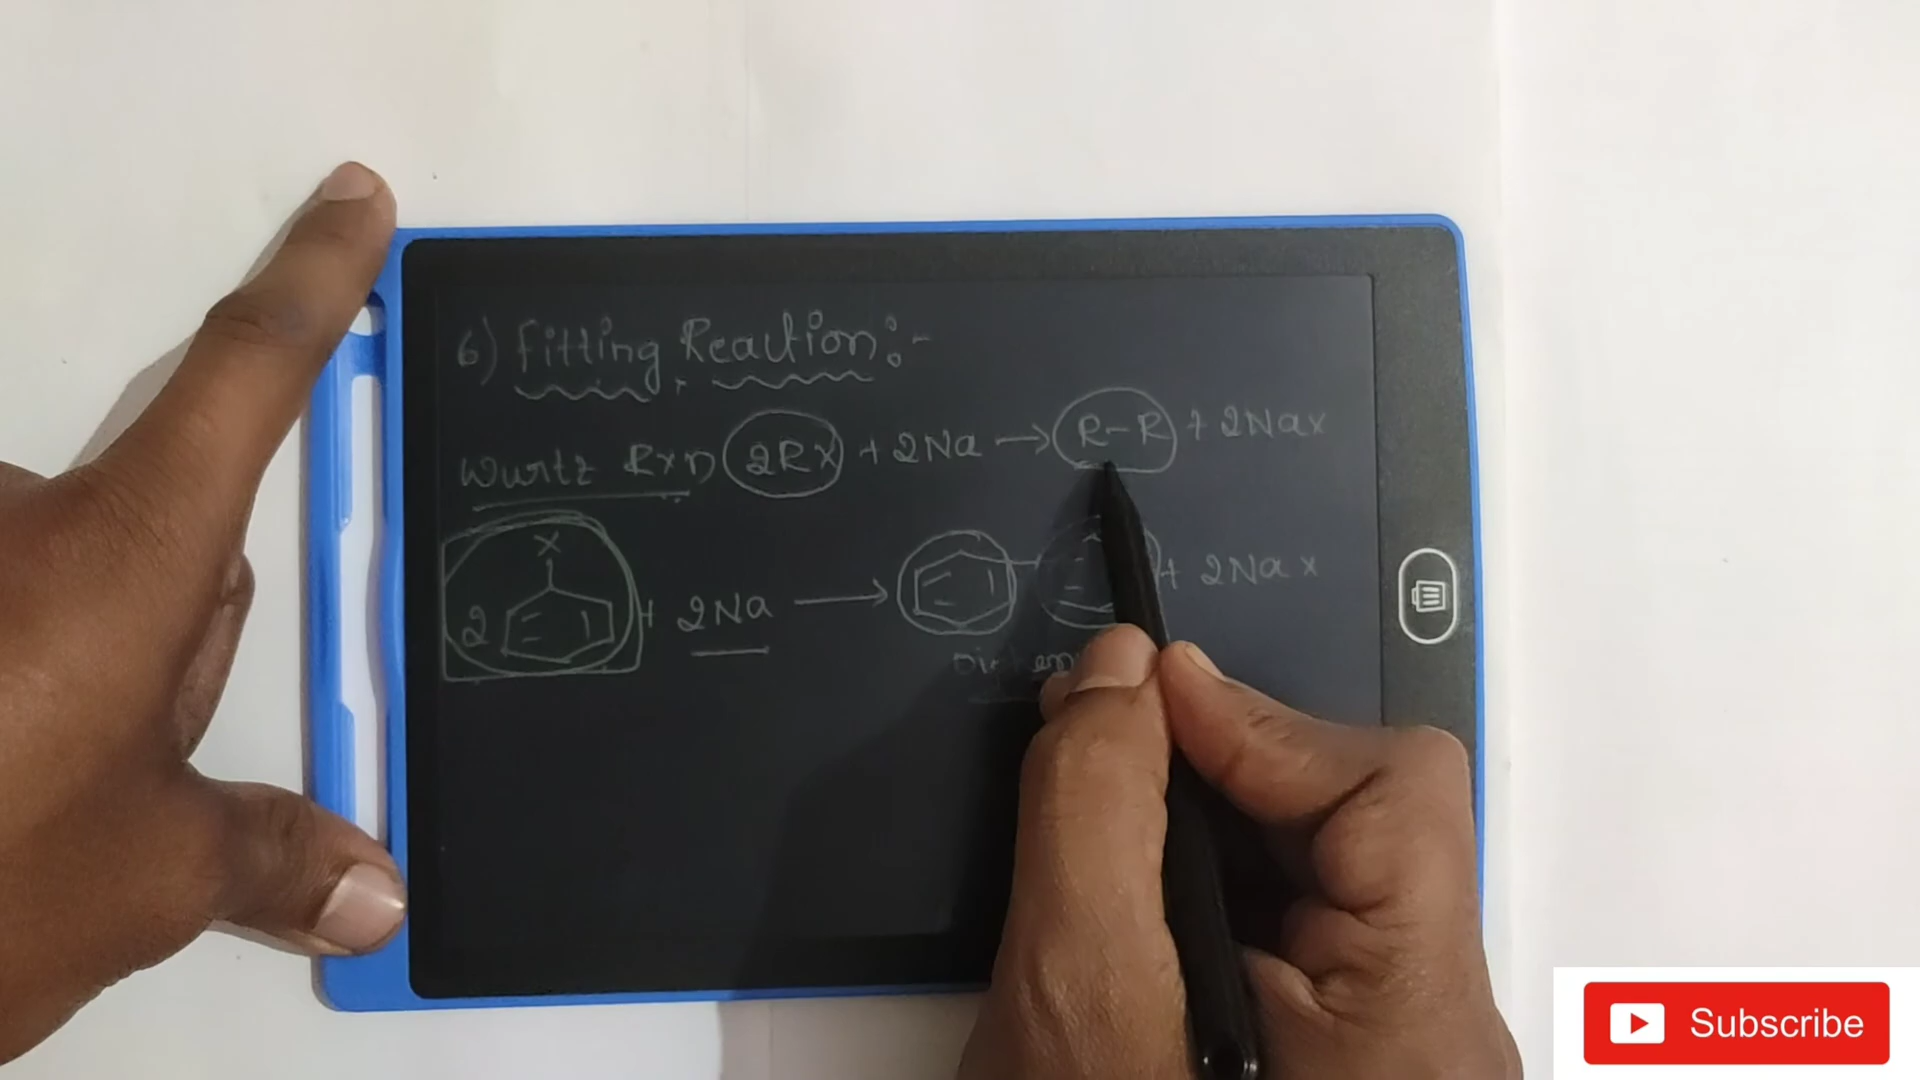 6) Fitting Reaction :-
Wurtz Rxn 2Rx + 2Na → R-R + 2Nax
X
2 + 2Na → + 2Nax
Subscribe